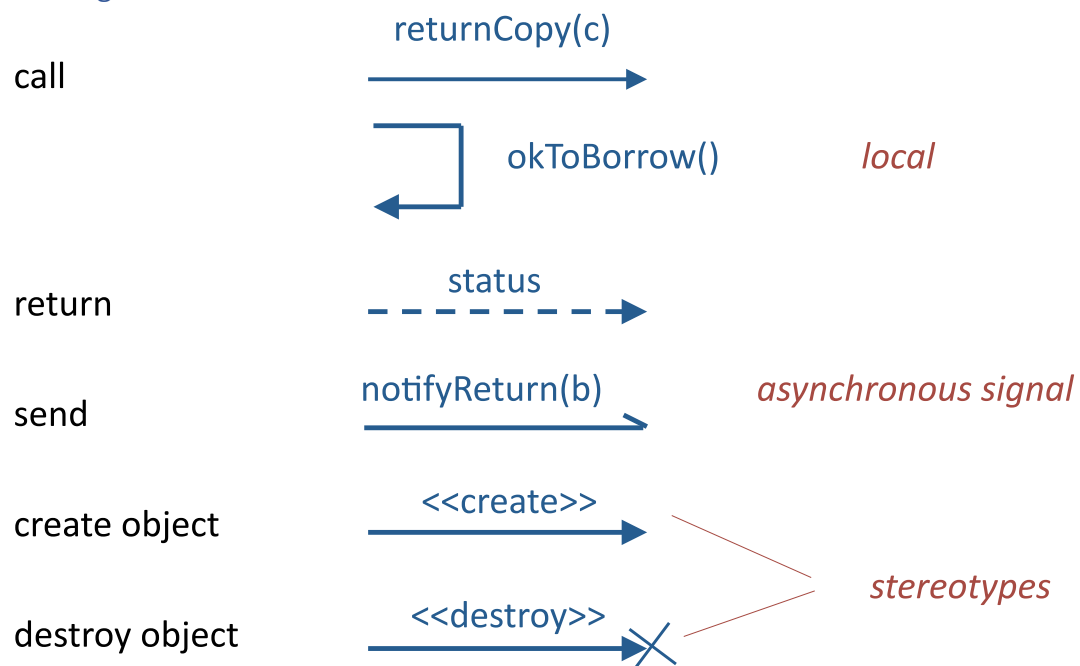 returnCopy(c)
call
okToBorrow()
local
status
return
notifyReturn(b)
asynchronous signal
send
<<create>>
create object
stereotypes
<<destroy>>
destroy object